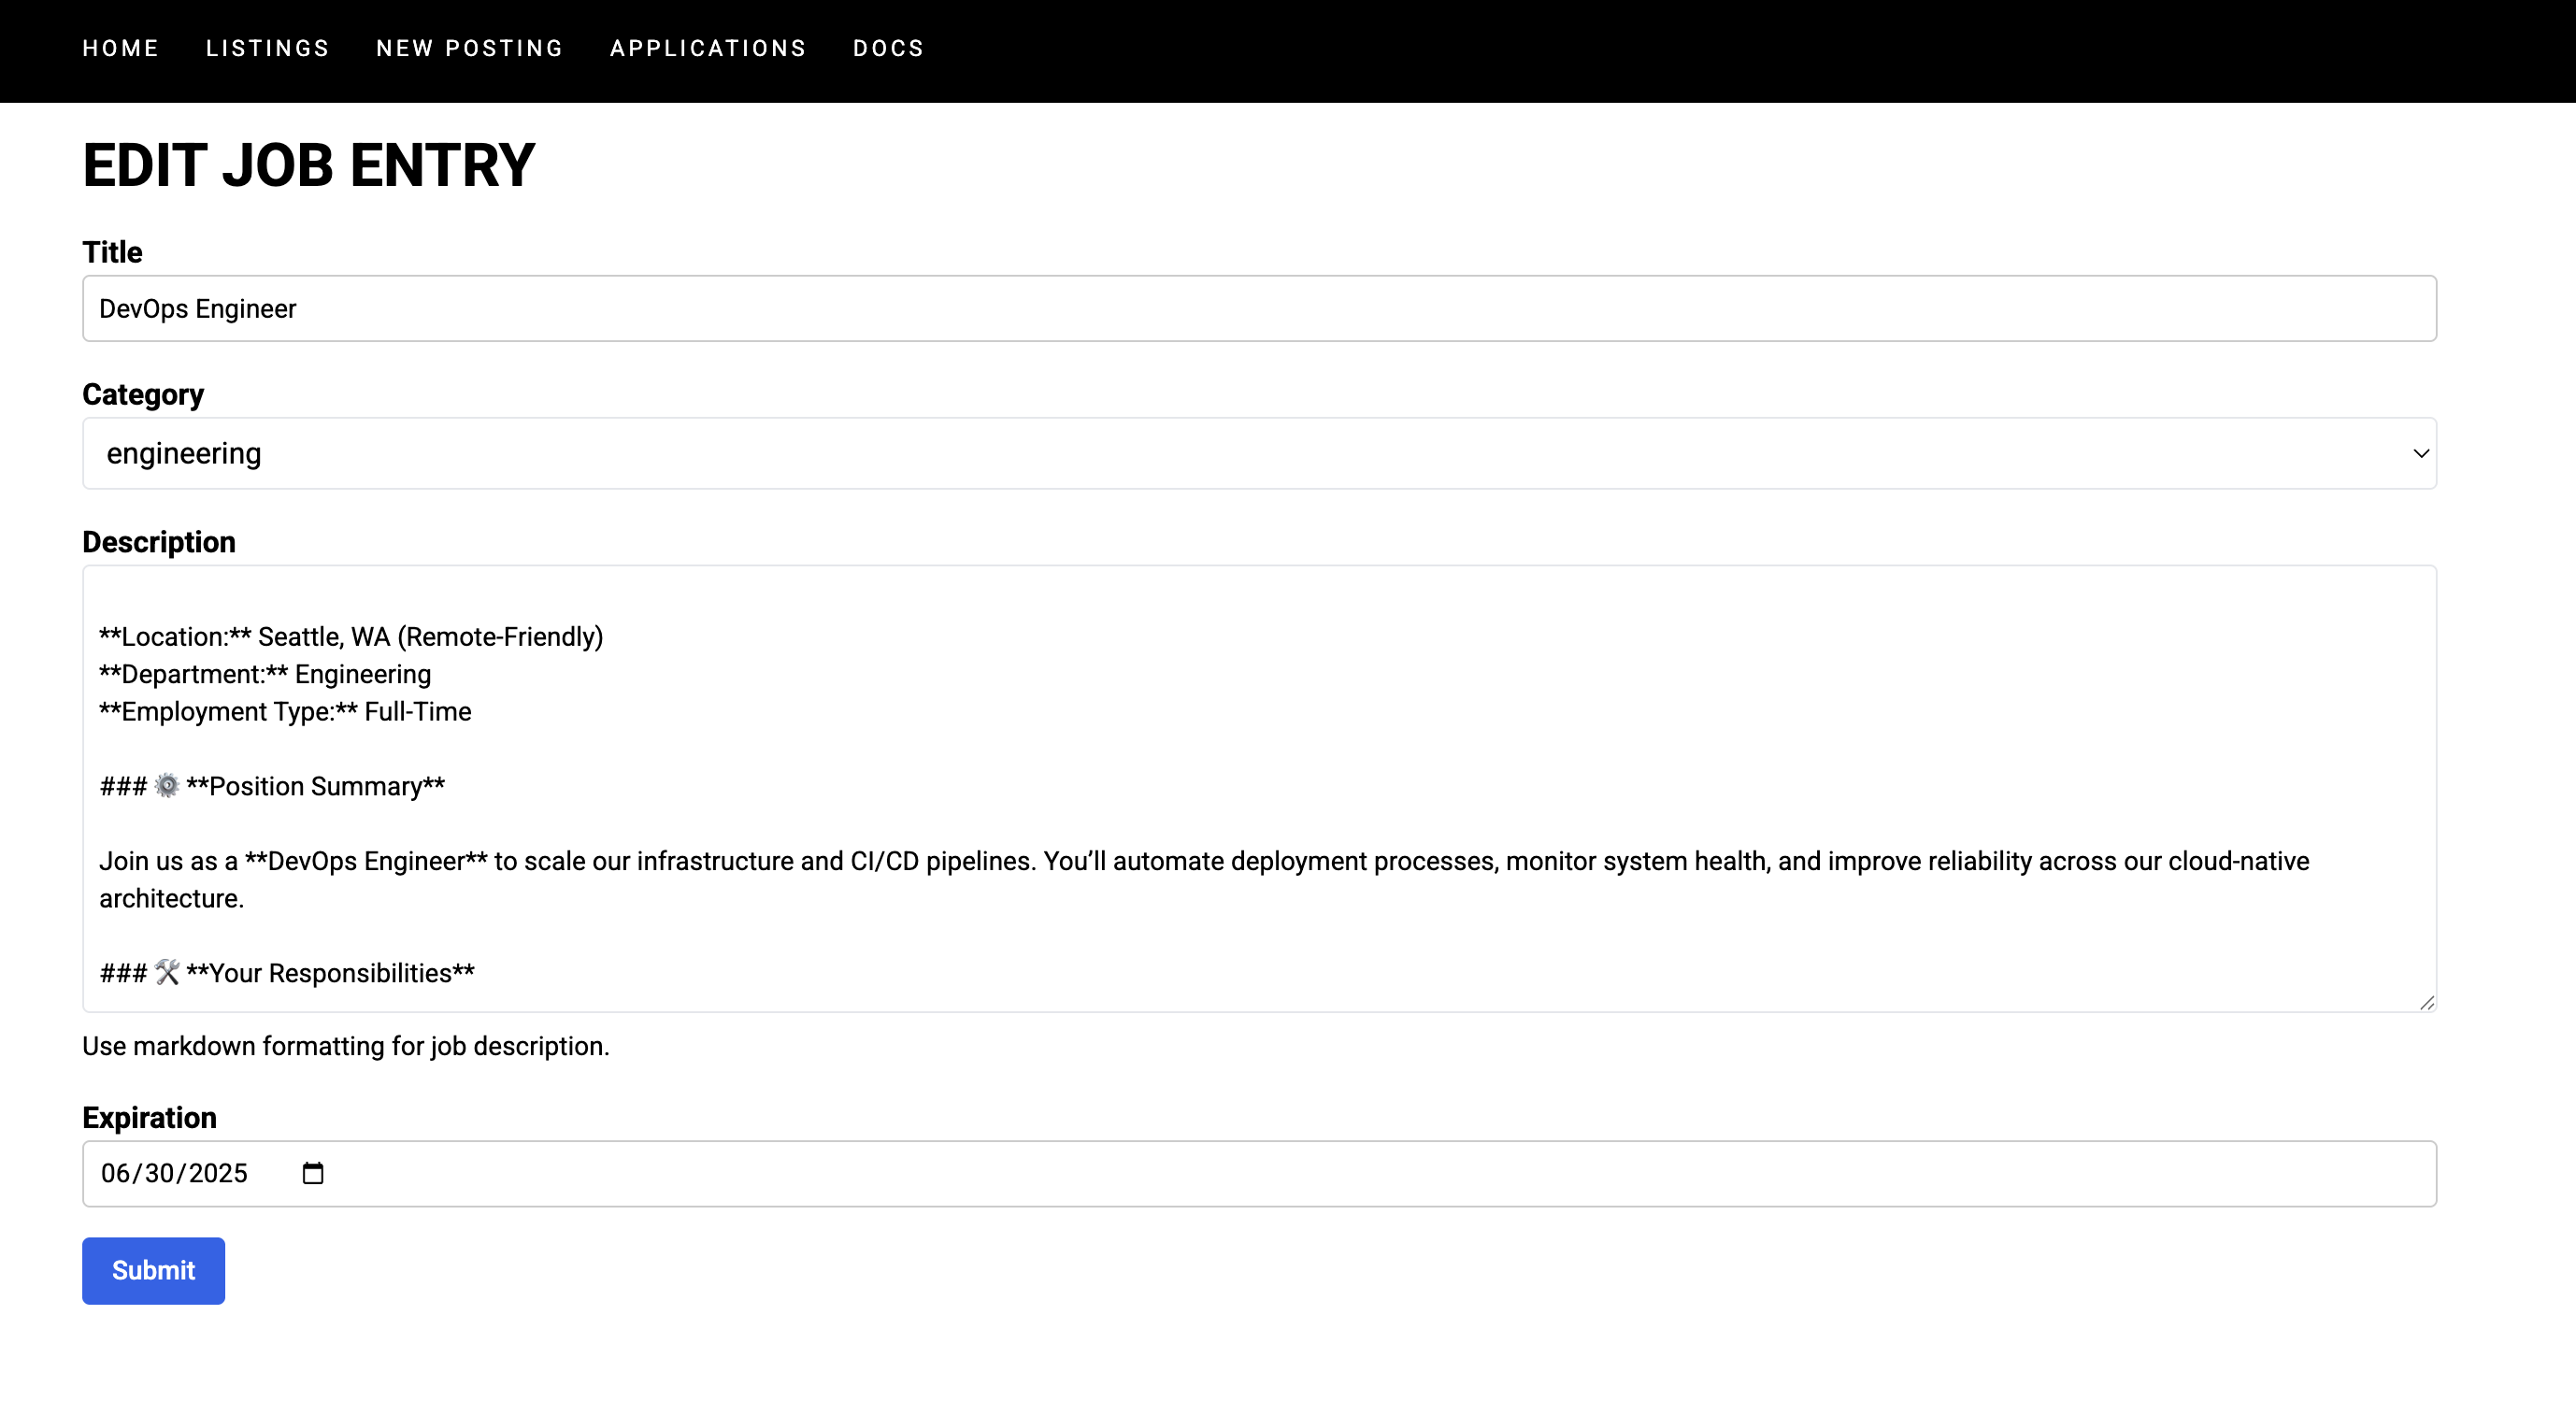 HOME LISTINGS NEW POSTING APPLICATIONS DOCS
EDIT JOB ENTRY
Title
DevOps Engineer
Category
engineering
Description
**Location:** Seattle, WA (Remote-Friendly)
**Department:** Engineering
**Employment Type:** Full-Time
### ⚙️ **Position Summary**
Join us as a **DevOps Engineer** to scale our infrastructure and CI/CD pipelines. You’ll automate deployment processes, monitor system health, and improve reliability across our cloud-native
architecture.
### 🛠️ **Your Responsibilities**
Use markdown formatting for job description.
Expiration
06/30/2025
Submit